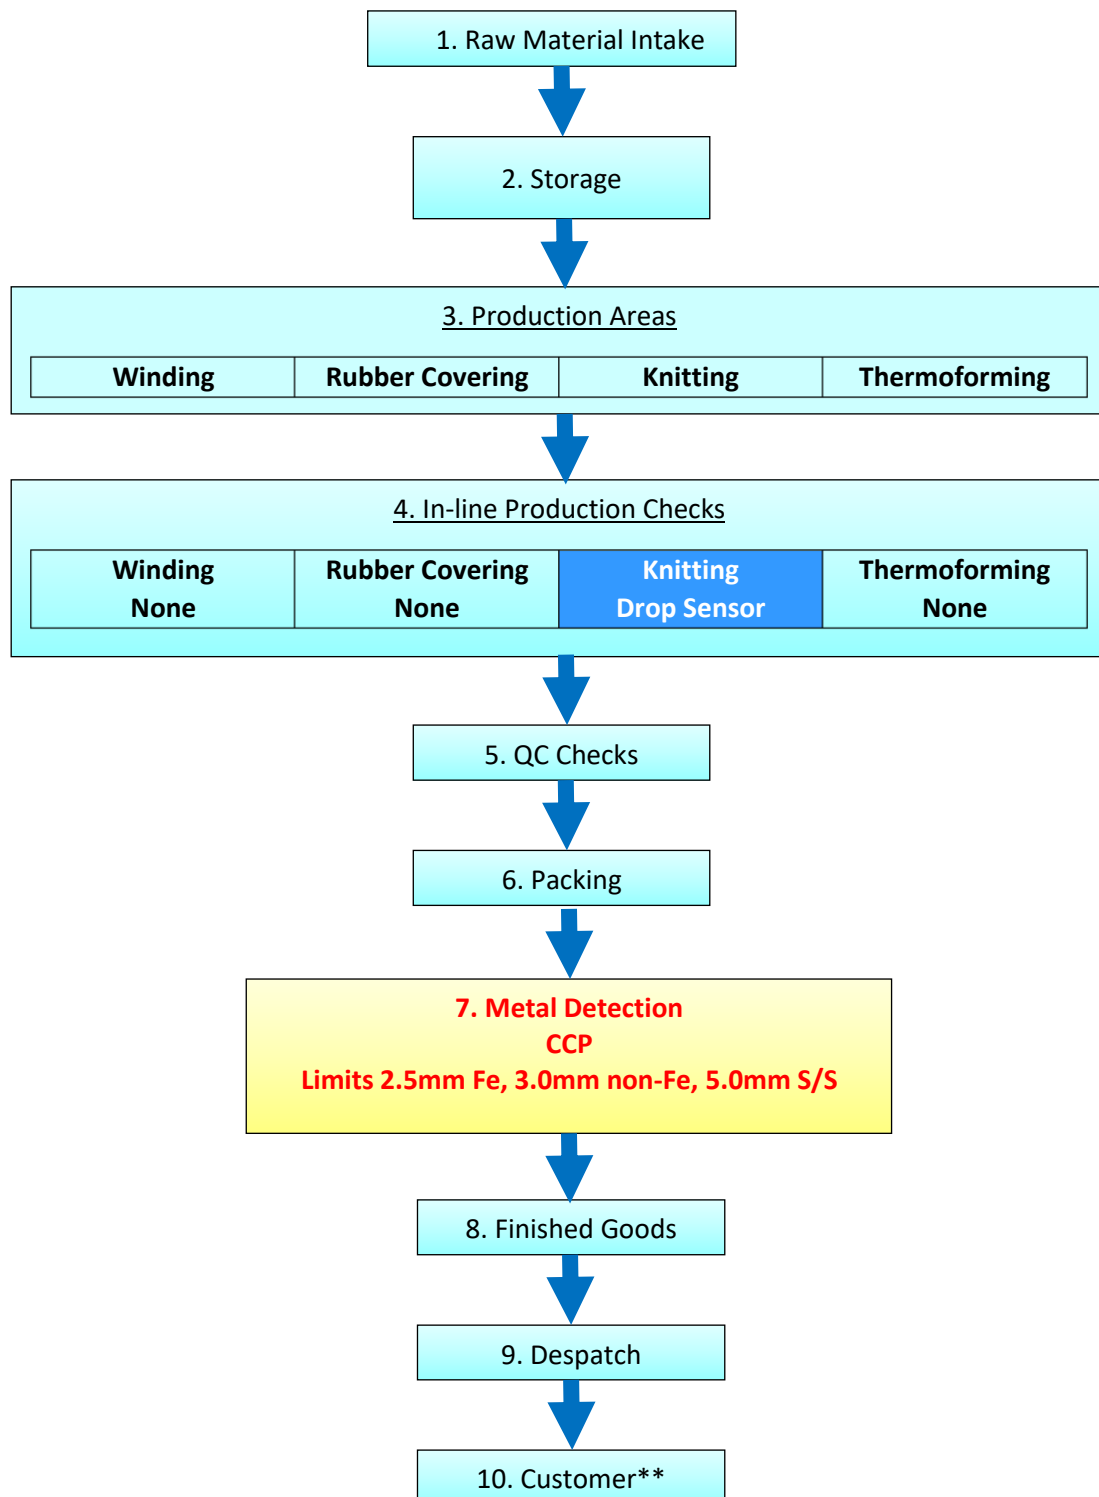 1. Raw Material Intake
2. Storage
3. Production Areas
Winding Rubber Covering Knitting Thermoforming
4. In-line Production Checks
Winding Rubber Covering Knitting Thermoforming
None None Drop Sensor None
5. QC Checks
6. Packing
7. Metal Detection
CCP
Limits 2.5mm Fe, 3.0mm non-Fe, 5.0mm S/S
8. Finished Goods
9. Despatch
10. Customer**